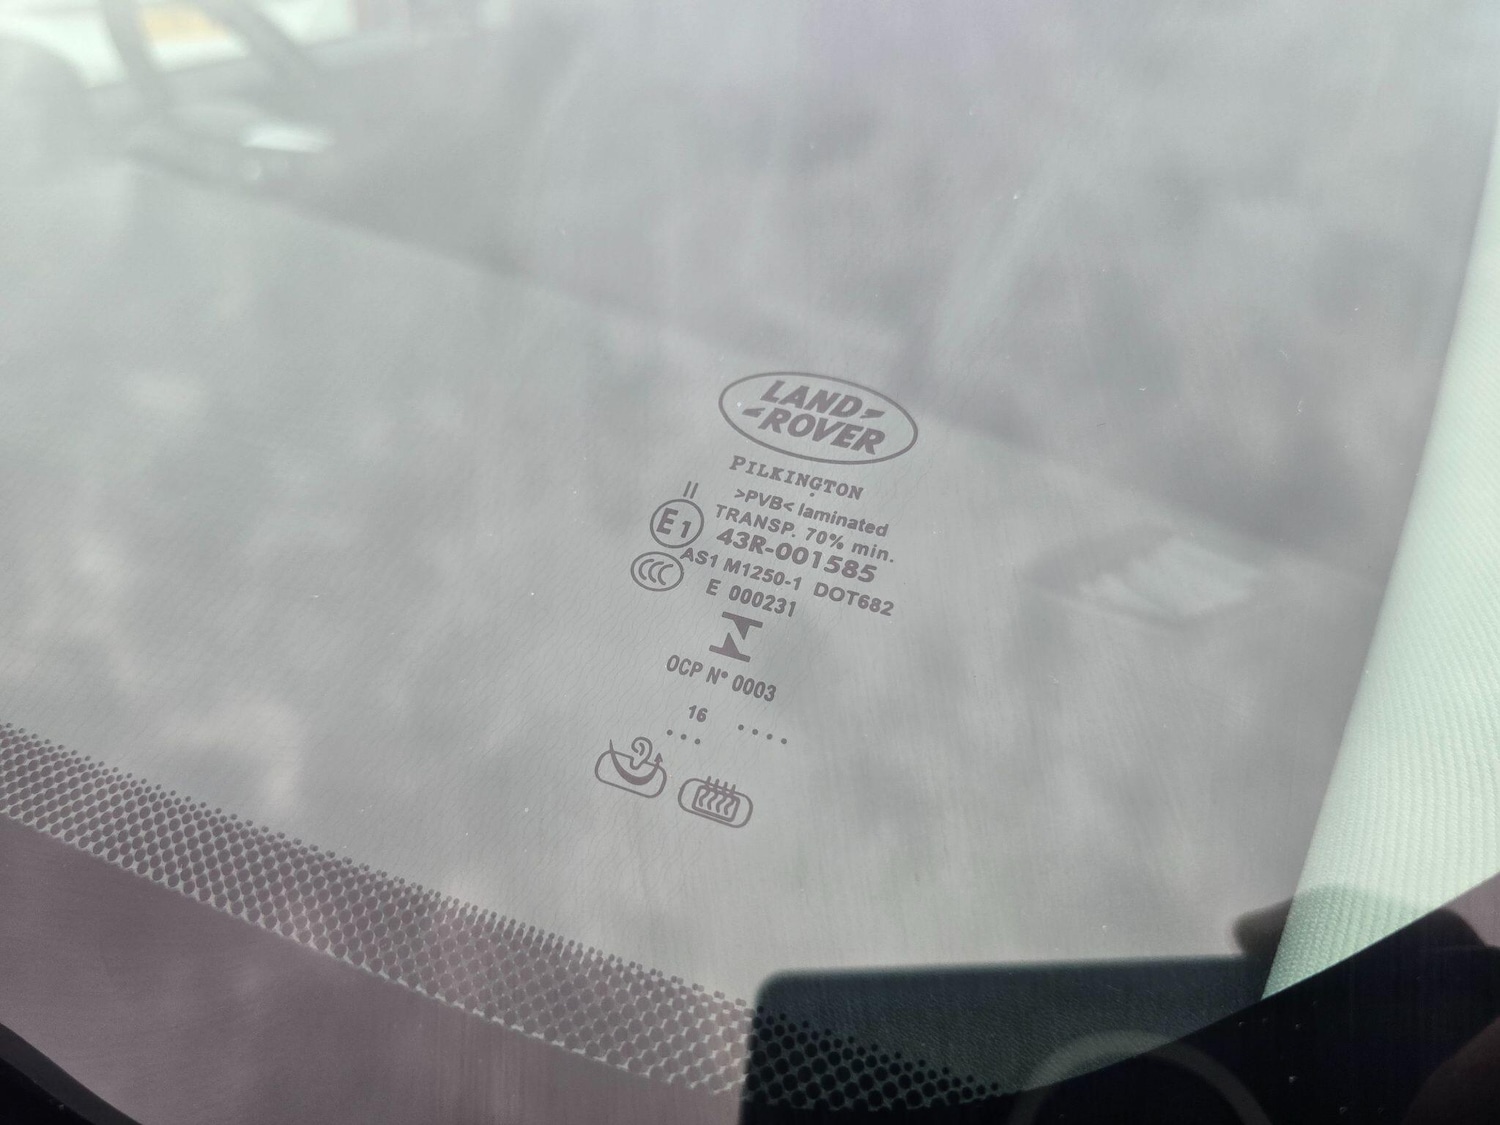 LAND
ROVER
PILKINGTON
II
>PVB< laminated
E1
TRANSP. 70% min.
43R-001585
CCC
AS1 M1250-1 DOT682
E 000231
OCP N° 0003
16
... ....